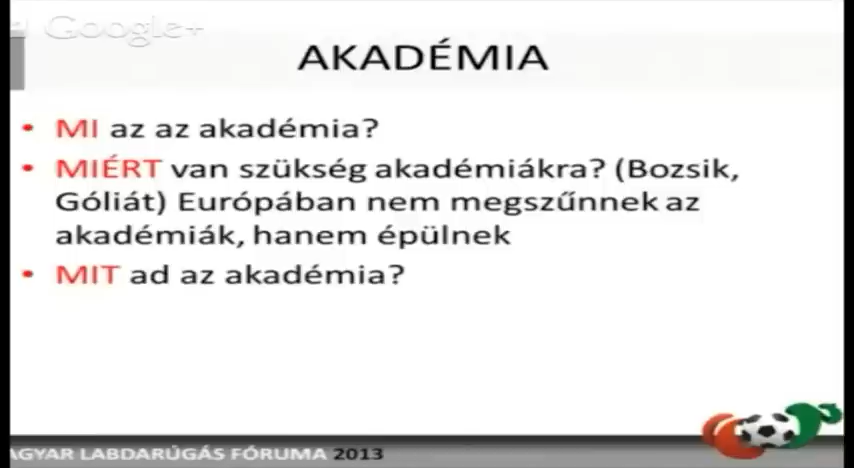 Google+
AKADÉMIA
• MI az az akadémia?
• MIÉRT van szükség akadémiákra? (Bozsik,
Góliát) Európában nem megszűnnek az
akadémiák, hanem épülnek
• MIT ad az akadémia?
AGYAR LABDARÚGÁS FÓRUMA 2013